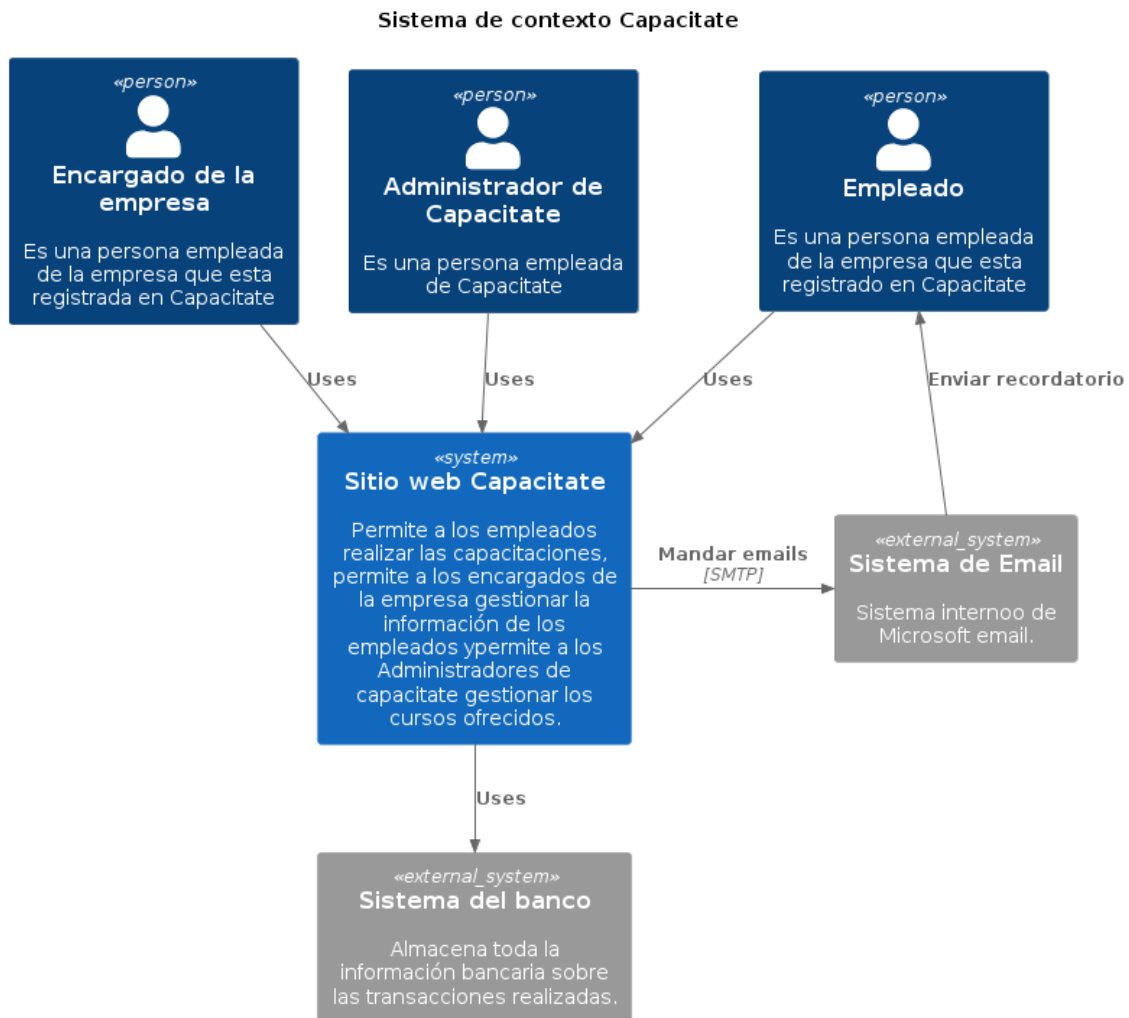 Sistema de contexto Capacitate
«person»
Encargado de la
empresa
Es una persona empleada
de la empresa que esta
registrada en Capacitate
«person»
Administrador de
Capacitate
Es una persona empleada
de Capacitate
«person»
Empleado
Es una persona empleada
de la empresa que esta
registrado en Capacitate
Uses
Uses
Uses
Enviar recordatorio
«system»
Sitio web Capacitate
Permite a los empleados
realizar las capacitaciones,
permite a los encargados de
la empresa gestionar la
información de los
empleados ypermite a los
Administradores de
capacitate gestionar los
cursos ofrecidos.
Mandar emails
[SMTP]
«external_system»
Sistema de Email
Sistema internoo de
Microsoft email.
Uses
«external_system»
Sistema del banco
Almacena toda la
información bancaria sobre
las transacciones realizadas.